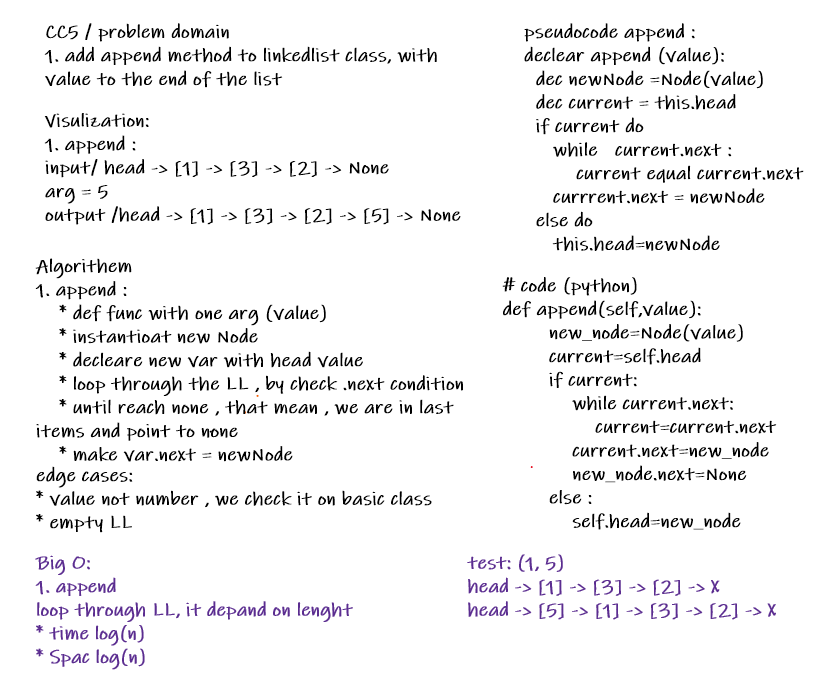 CC5 / problem domain
1. add append method to linkedlist class, with
value to the end of the list
Visulization:
1. append :
input/ head -> [1] -> [3] -> [2] -> None
arg = 5
output /head -> [1] -> [3] -> [2] -> [5] -> None
Algorithem
1. append :
* def func with one arg (value)
* instantioat new Node
* decleare new var with head value
* loop through the LL , by check .next condition
* until reach none , that mean , we are in last
items and point to none
* make var.next = newNode
edge cases:
* value not number , we check it on basic class
* empty LL
Big O:
1. append
loop through LL, it depand on lenght
* time log(n)
* Spac log(n)
pseudocode append :
declear append (value):
dec newNode =Node(value)
dec current = this.head
if current do
while current.next :
current equal current.next
currrent.next = newNode
else do
this.head=newNode
# code (python)
def append(self,value):
new_node=Node(value)
current=self.head
if current:
while current.next:
current=current.next
current.next=new_node
new_node.next=None
else :
self.head=new_node
test: (1, 5)
head -> [1] -> [3] -> [2] -> X
head -> [5] -> [1] -> [3] -> [2] -> X